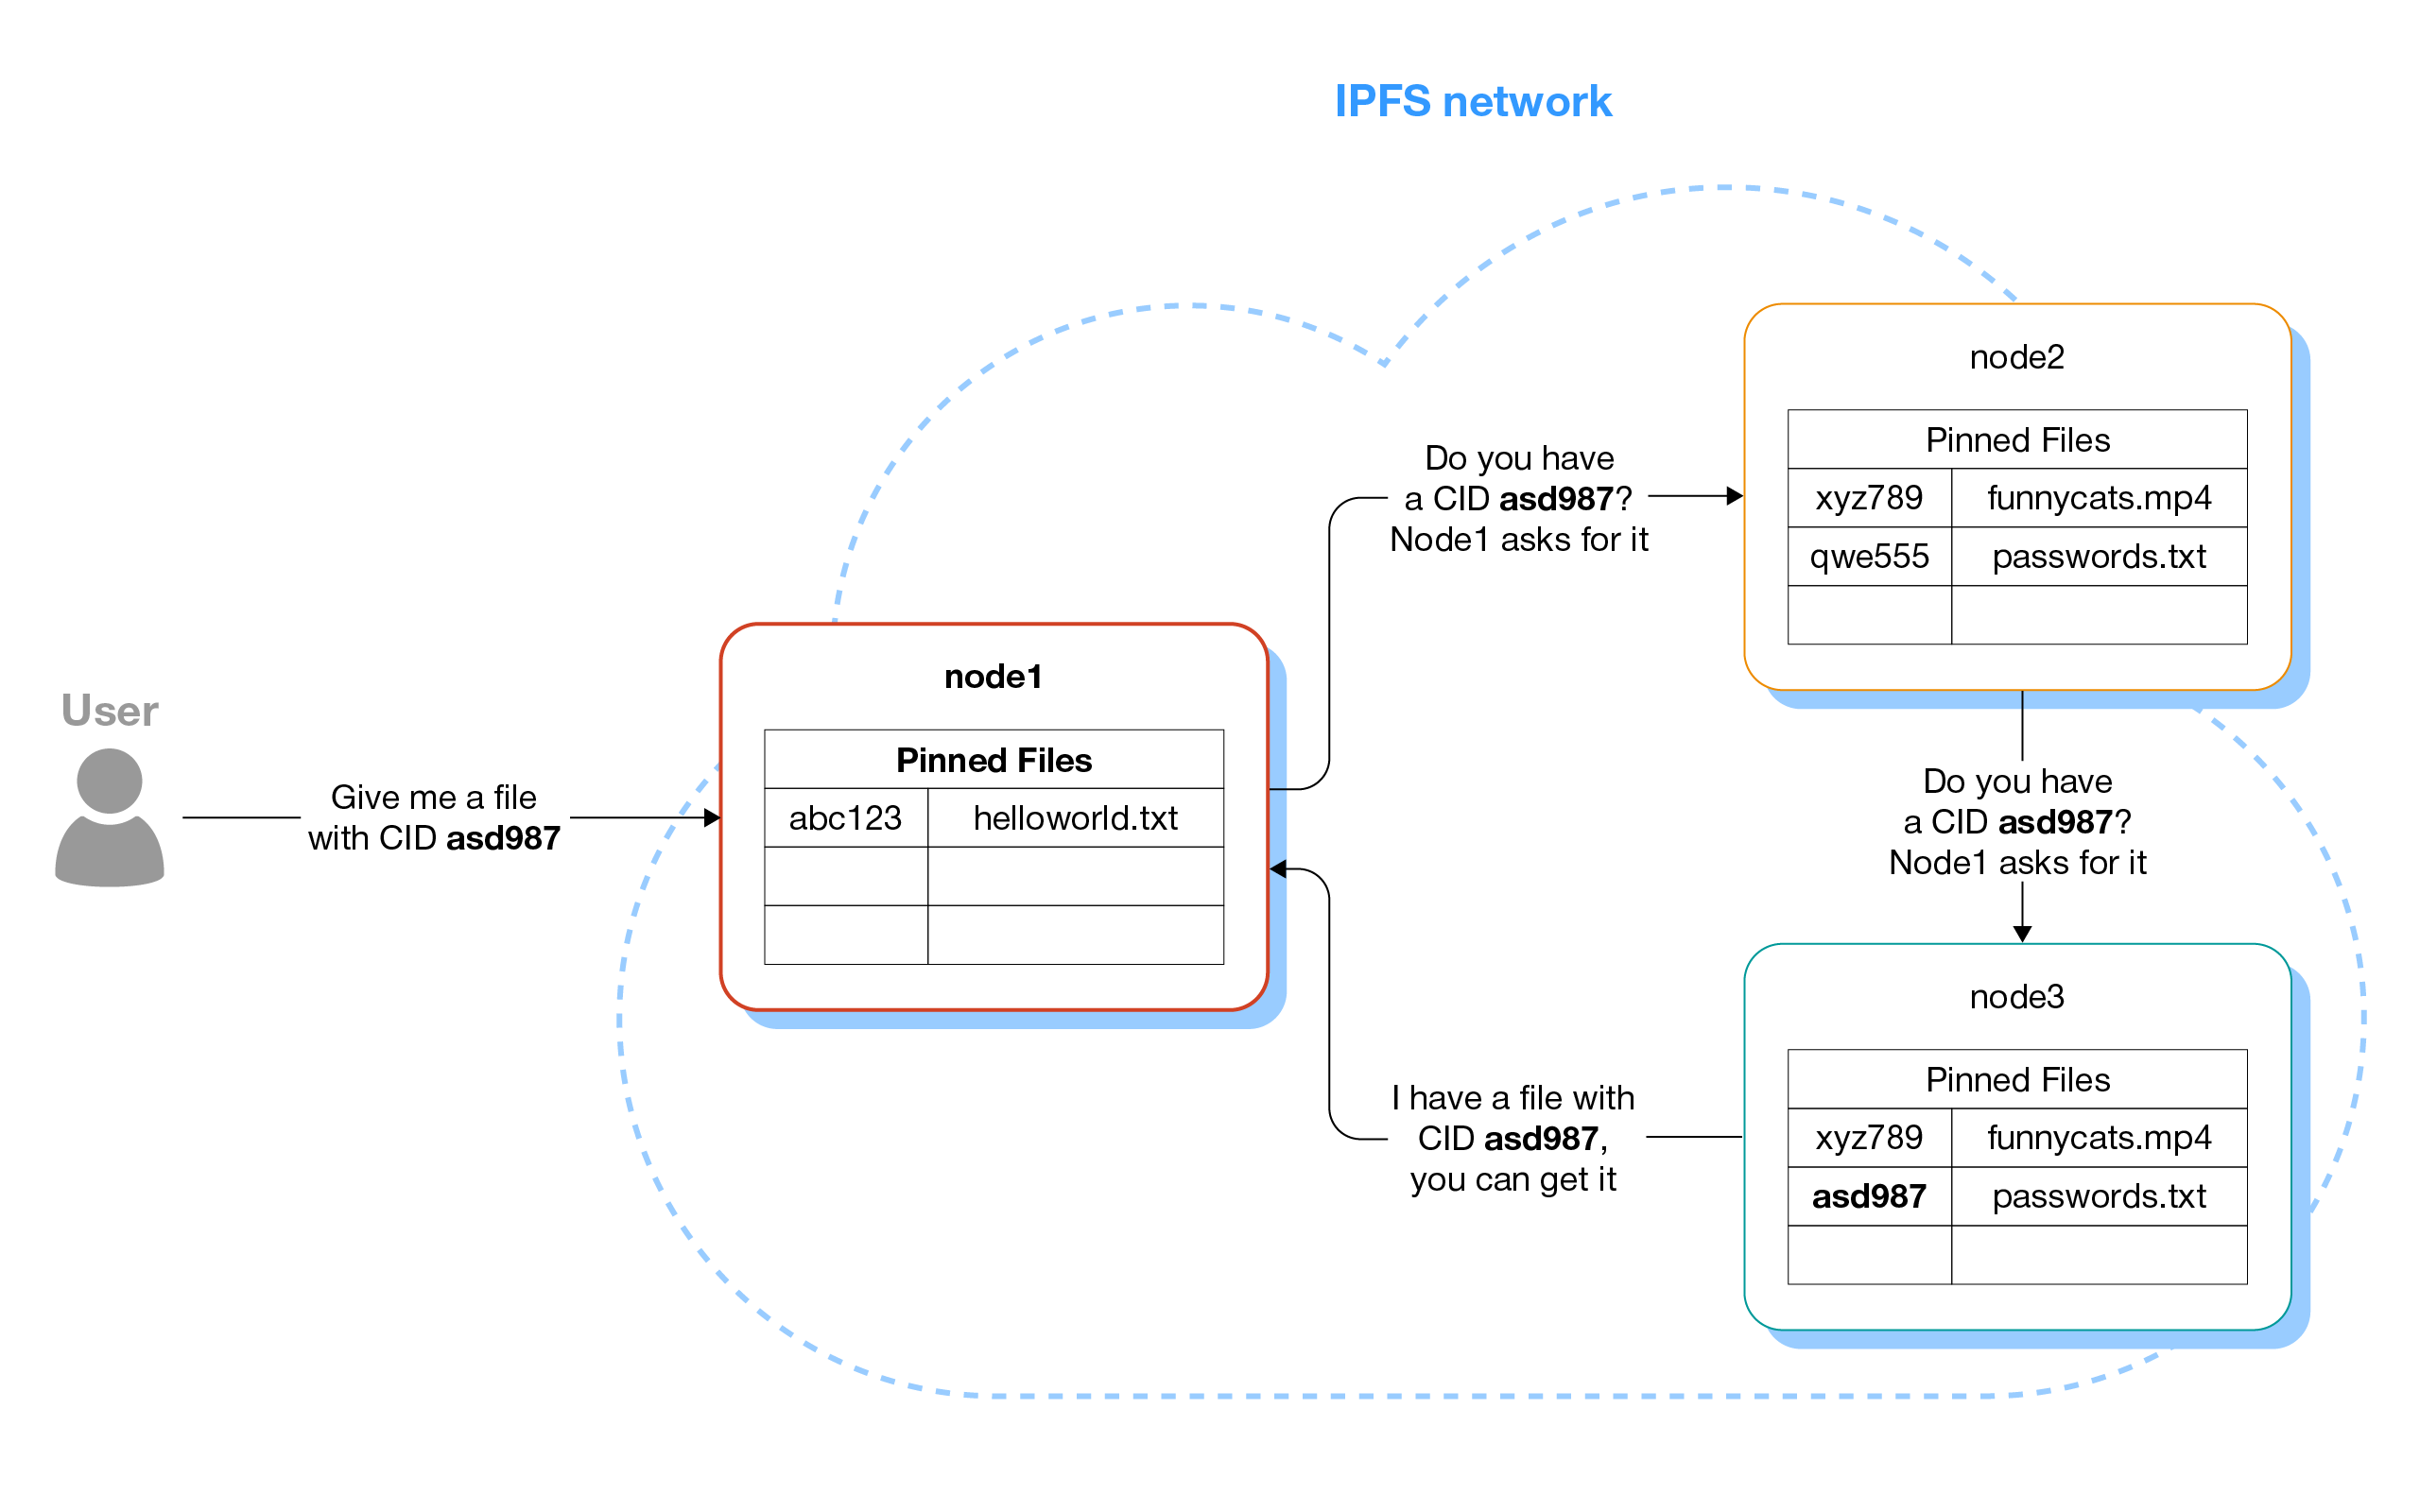 IPFS network
User
Give me a file
with CID asd987
node1
Pinned Files
abc123 helloworld.txt
Do you have
a CID asd987?
Node1 asks for it
node2
Pinned Files
xyz789 funnycats.mp4
qwe555 passwords.txt
Do you have
a CID asd987?
Node1 asks for it
node3
Pinned Files
xyz789 funnycats.mp4
asd987 passwords.txt
I have a file with
CID asd987,
you can get it